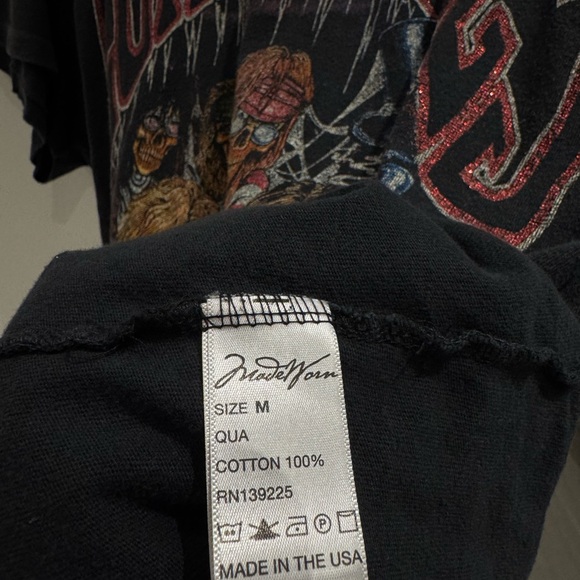 MadeWorn
SIZE M
QUA
COTTON 100%
RN139225
P
MADE IN THE USA